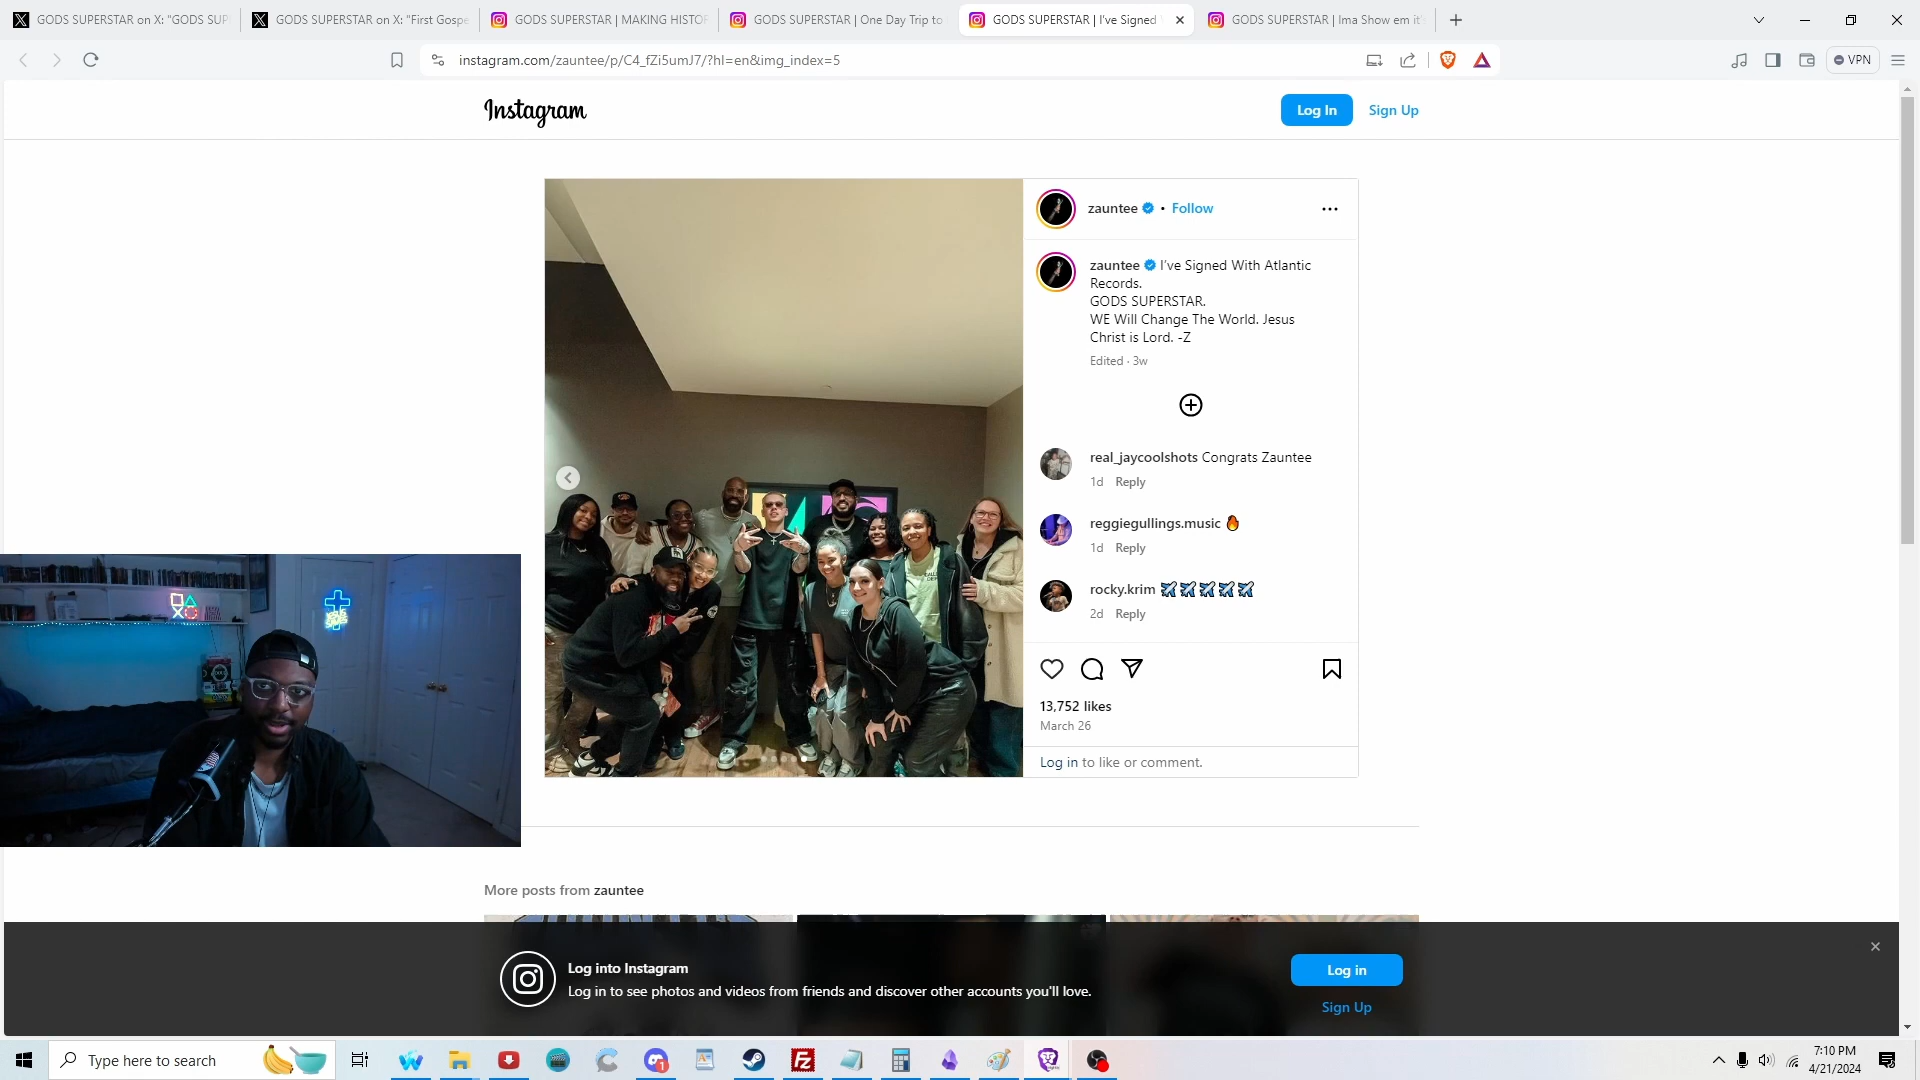 GODS SUPERSTAR on X: "GODS SUP
GODS SUPERSTAR on X: "First Gospe
GODS SUPERSTAR | MAKING HISTOR
GODS SUPERSTAR | One Day Trip to
GODS SUPERSTAR | I've Signed
GODS SUPERSTAR | Ima Show em it's
instagram.com/zauntee/p/C4_fZi5umJ7/?hl=en&img_index=5
VPN
Instagram
Log In
Sign Up
zauntee • Follow
zauntee I've Signed With Atlantic
Records.
GODS SUPERSTAR.
WE Will Change The World. Jesus
Christ is Lord. -Z
Edited · 3w
real_jaycoolshots Congrats Zauntee
1d Reply
reggiegullings.music 🔥
1d Reply
rocky.krim
2d Reply
13,752 likes
March 26
Log in to like or comment.
More posts from zauntee
Log into Instagram
Log in to see photos and videos from friends and discover other accounts you'll love.
Log in
Sign Up
Type here to search
1
7:10 PM
4/21/2024